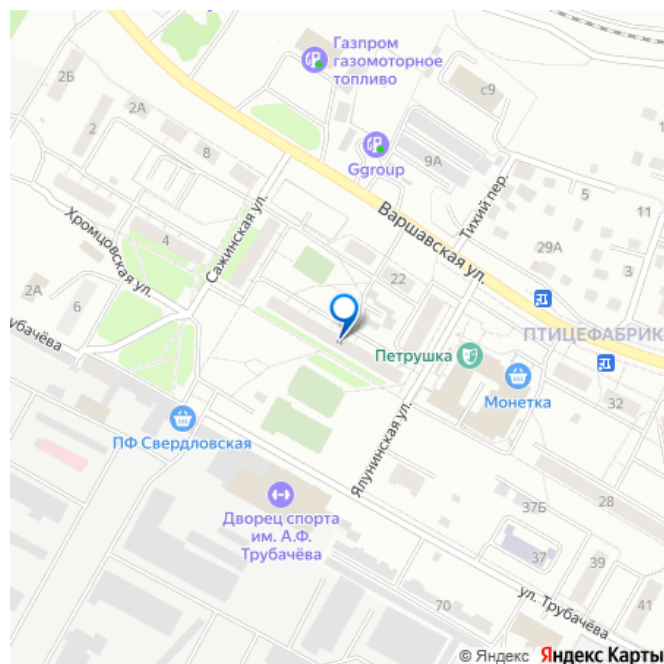 Газпром
газомоторное
топливо
2Б
с9
2А
2
8
Ggroup
9А
Тихий пер.
5
11
Варшавская ул.
Сажинская ул.
Хромцовская ул.
4
29А
3
22
2А
6
ПТИЦЕФАБРИК
Петрушка
Монетка
32
ПФ Свердловская
Ялунинская ул.
28
37Б
Дворец спорта
им. А.Ф.
Трубачёва
37
39
70
ул. Трубачёва
41
рубачёва
© Яндекс Яндекс Карты